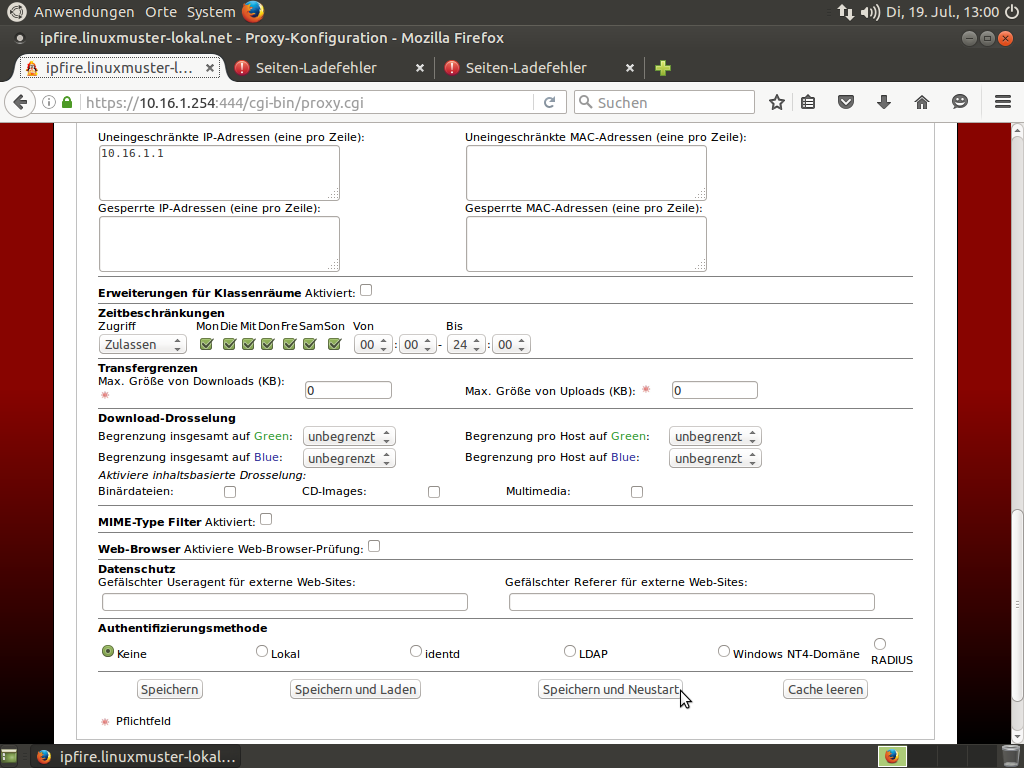 Anwendungen Orte System Di, 19. Jul., 13:00
ipfire.linuxmuster-lokal.net - Proxy-Konfiguration - Mozilla Firefox
ipfire.linuxmuster-l... × Seiten-Ladefehler × Seiten-Ladefehler ×
https://10.16.1.254:444/cgi-bin/proxy.cgi Suchen
Uneingeschränkte IP-Adressen (eine pro Zeile): Uneingeschränkte MAC-Adressen (eine pro Zeile):
10.16.1.1
Gesperrte IP-Adressen (eine pro Zeile): Gesperrte MAC-Adressen (eine pro Zeile):
Erweiterungen für Klassenräume Aktiviert:
Zeitbeschränkungen
Zugriff Mon Die Mit Don Fre Sam Son Von Bis
Zulassen 00 : 00 - 24 : 00
Transfergrenzen
Max. Größe von Downloads (KB): 0 Max. Größe von Uploads (KB): * 0
*
Download-Drosselung
Begrenzung insgesamt auf Green: unbegrenzt Begrenzung pro Host auf Green: unbegrenzt
Begrenzung insgesamt auf Blue: unbegrenzt Begrenzung pro Host auf Blue: unbegrenzt
Aktiviere inhaltsbasierte Drosselung:
Binärdateien: CD-Images: Multimedia:
MIME-Type Filter Aktiviert:
Web-Browser Aktiviere Web-Browser-Prüfung:
Datenschutz
Gefälschter Useragent für externe Web-Sites: Gefälschter Referer für externe Web-Sites:
Authentifizierungsmethode
Keine Lokal identd LDAP Windows NT4-Domäne RADIUS
Speichern Speichern und Laden Speichern und Neustart Cache leeren
* Pflichtfeld
ipfire.linuxmuster-lokal...